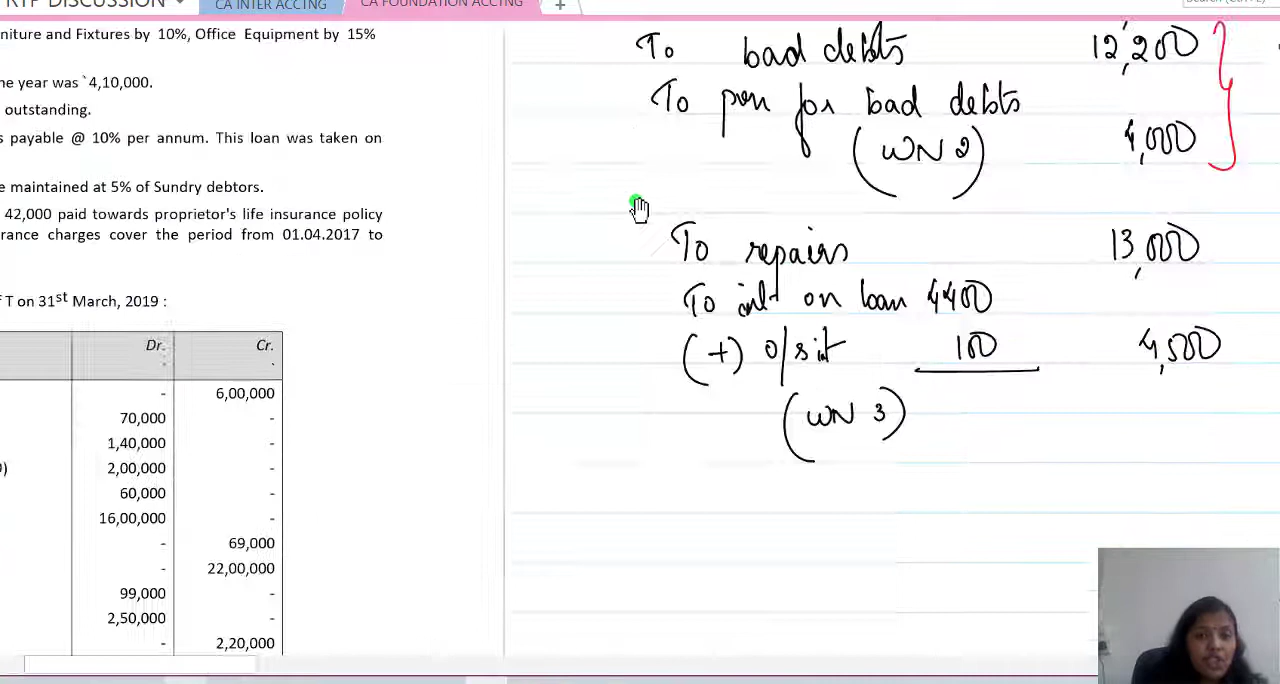 CA INTER ACCTNG
CA FOUNDATION ACCTNG
niture and Fixtures by 10%, Office Equipment by 15%
ne year was `4,10,000.
outstanding.
s payable @ 10% per annum. This loan was taken on
e maintained at 5% of Sundry debtors.
42,000 paid towards proprietor's life insurance policy
rance charges cover the period from 01.04.2017 to
f T on 31st March, 2019 :
Dr. Cr.
` `
- 6,00,000
70,000 -
1,40,000 -
0) 2,00,000 -
60,000 -
16,00,000 -
- 69,000
- 22,00,000
99,000 -
2,50,000 -
- 2,20,000
To bad debts 12,200
To prov for bad debts
(WN 2) 4,000
To repairs 13,000
To int on loan 4400
(+) o/s int 100 4,500
(WN 3)